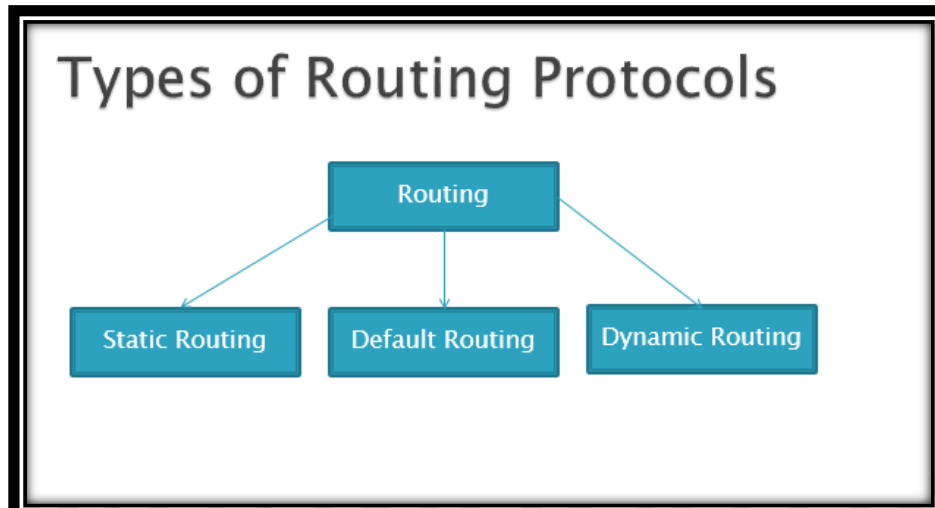 Types of Routing Protocols
Routing
Static Routing
Default Routing
Dynamic Routing